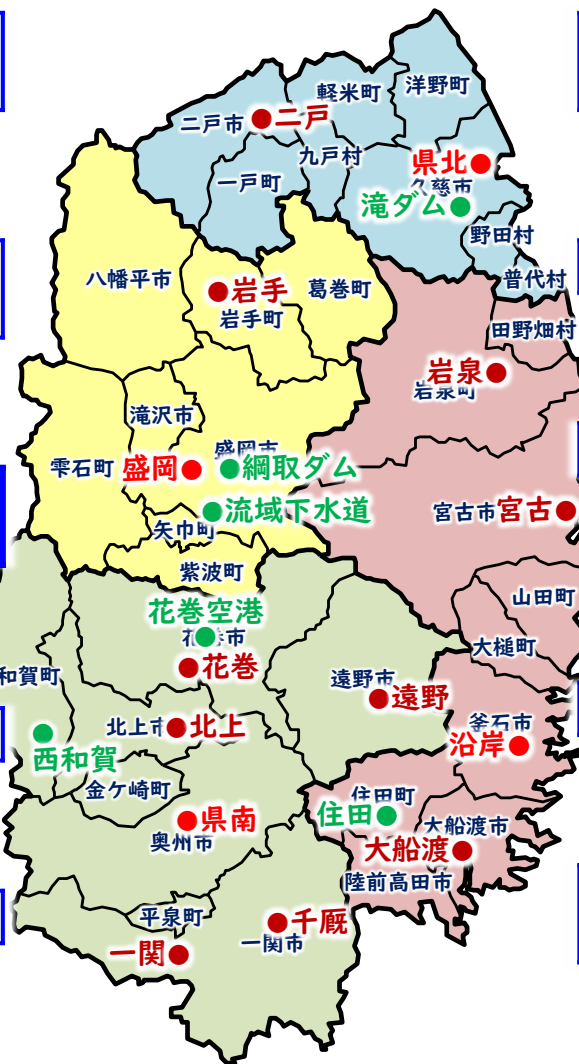 洋野町
軽米町
二戸市
二戸
九戸村
県北
久慈市
一戸町
滝ダム
野田村
普代村
八幡平市
岩手
葛巻町
岩手町
田野畑村
岩泉
岩泉町
滝沢市
盛岡市
雫石町
盛岡
綱取ダム
宮古市
宮古
流域下水道
矢巾町
紫波町
山田町
花巻空港
花巻市
大槌町
花巻
和賀町
遠野市
遠野
釜石市
北上市
北上
沿岸
西和賀
金ケ崎町
住田町
住田
大船渡市
県南
奥州市
大船渡
陸前高田市
平泉町
千厩
一関市
一関